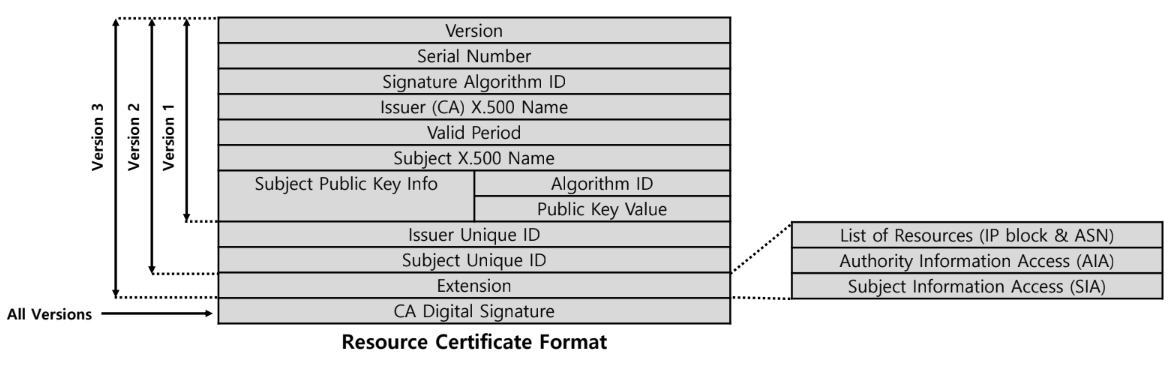 Version
Serial Number
Signature Algorithm ID
Issuer (CA) X.500 Name
Valid Period
Subject X.500 Name
Subject Public Key Info
Algorithm ID
Public Key Value
Issuer Unique ID
Subject Unique ID
Extension
CA Digital Signature
Version 3
Version 2
Version 1
All Versions
List of Resources (IP block & ASN)
Authority Information Access (AIA)
Subject Information Access (SIA)
Resource Certificate Format